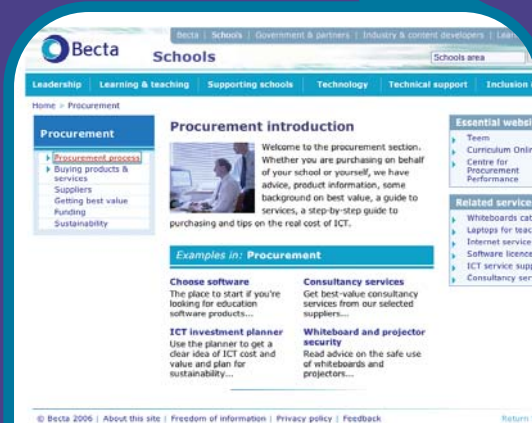 Becta | Schools | Government & partners | Industry & content developers |
Becta
Schools
Schools area
Leadership | Learning & teaching | Supporting schools | Technology | Technical support | Inclusion
Home > Procurement
Procurement
Procurement process
Buying products &
services
Suppliers
Getting best value
Funding
Sustainability
Procurement introduction
Welcome to the procurement section.
Whether you are purchasing on behalf
of your school or yourself, we have
advice, product information, some
background on best value, a guide to
services, a step-by-step guide to
purchasing and tips on the real cost of ICT.
Examples in: Procurement
Choose software
The place to start if you're
looking for education
software products...
ICT investment planner
Use the planner to get a
clear idea of ICT cost and
value and plan for
sustainability...
Consultancy services
Get best-value consultancy
services from our selected
suppliers...
Whiteboard and projector
security
Read advice on the safe use
of whiteboards and
projectors...
Essential
Teem
Curriculum
Centre for
Procurement
Performance
Related
Whiteboards
Laptops for
Internet service
Software
ICT service
Consultancy
© Becta 2006 | About this site | Freedom of information | Privacy policy | Feedback
Return